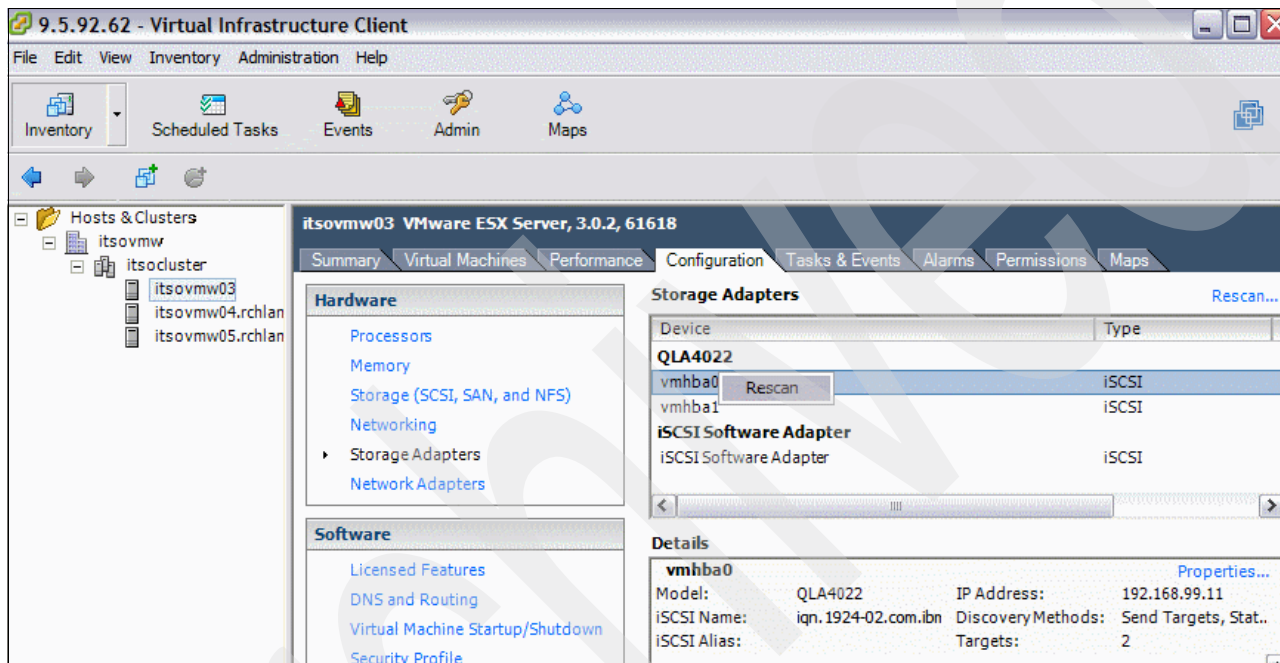 9.5.92.62 - Virtual Infrastructure Client
File Edit View Inventory Administration Help
Inventory Scheduled Tasks Events Admin Maps
Hosts & Clusters
itsovmw
itsocluster
itsovmw03
itsovmw04.rchlan
itsovmw05.rchlan
itsovmw03 VMware ESX Server, 3.0.2, 61618
Summary Virtual Machines Performance Configuration Tasks & Events Alarms Permissions Maps
Hardware
Processors
Memory
Storage (SCSI, SAN, and NFS)
Networking
Storage Adapters
Network Adapters
Software
Licensed Features
DNS and Routing
Virtual Machine Startup/Shutdown
Security Profile
Storage Adapters Rescan...
Device Type
QLA4022
vmhba0 Rescan iSCSI
vmhba1 iSCSI
iSCSI Software Adapter
iSCSI Software Adapter iSCSI
Details
vmhba0 Properties...
Model: QLA4022 IP Address: 192.168.99.11
iSCSI Name: iqn.1924-02.com.ibn Discovery Methods: Send Targets, Stat..
iSCSI Alias: Targets: 2